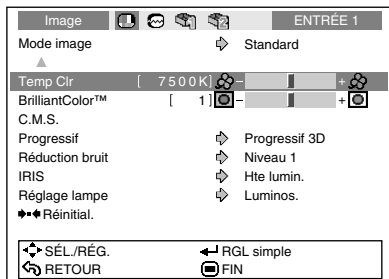 Image ENTRÉE 1
Mode image Standard
Temp Clr [ 7500K] - +
BrilliantColor™ [ 1] - +
C.M.S.
Progressif Progressif 3D
Réduction bruit Niveau 1
IRIS Hte lumin.
Réglage lampe Luminos.
Réinitial.
SÉL./RÉG. RGL simple
RETOUR FIN